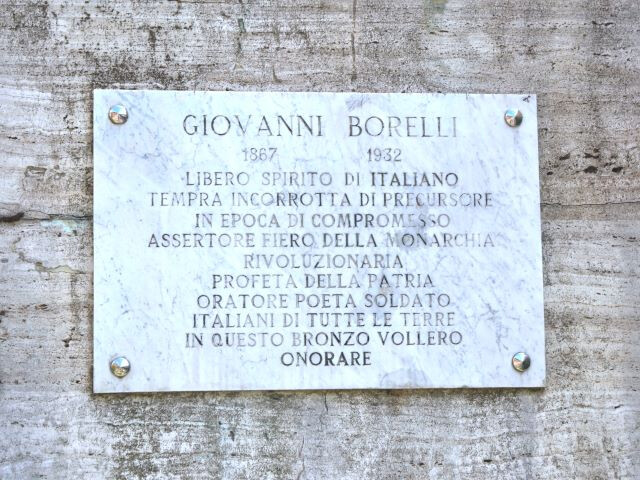 GIOVANNI BORELLI
1867 1932
LIBERO SPIRITO DI ITALIANO
TEMPRA INCORROTTA DI PRECURSORE
IN EPOCA DI COMPROMESSO
ASSERTORE FIERO DELLA MONARCHIA
RIVOLUZIONARIA
PROFETA DELLA PATRIA
ORATORE POETA SOLDATO
ITALIANI DI TUTTE LE TERRE
IN QUESTO BRONZO VOLLERO
ONORARE